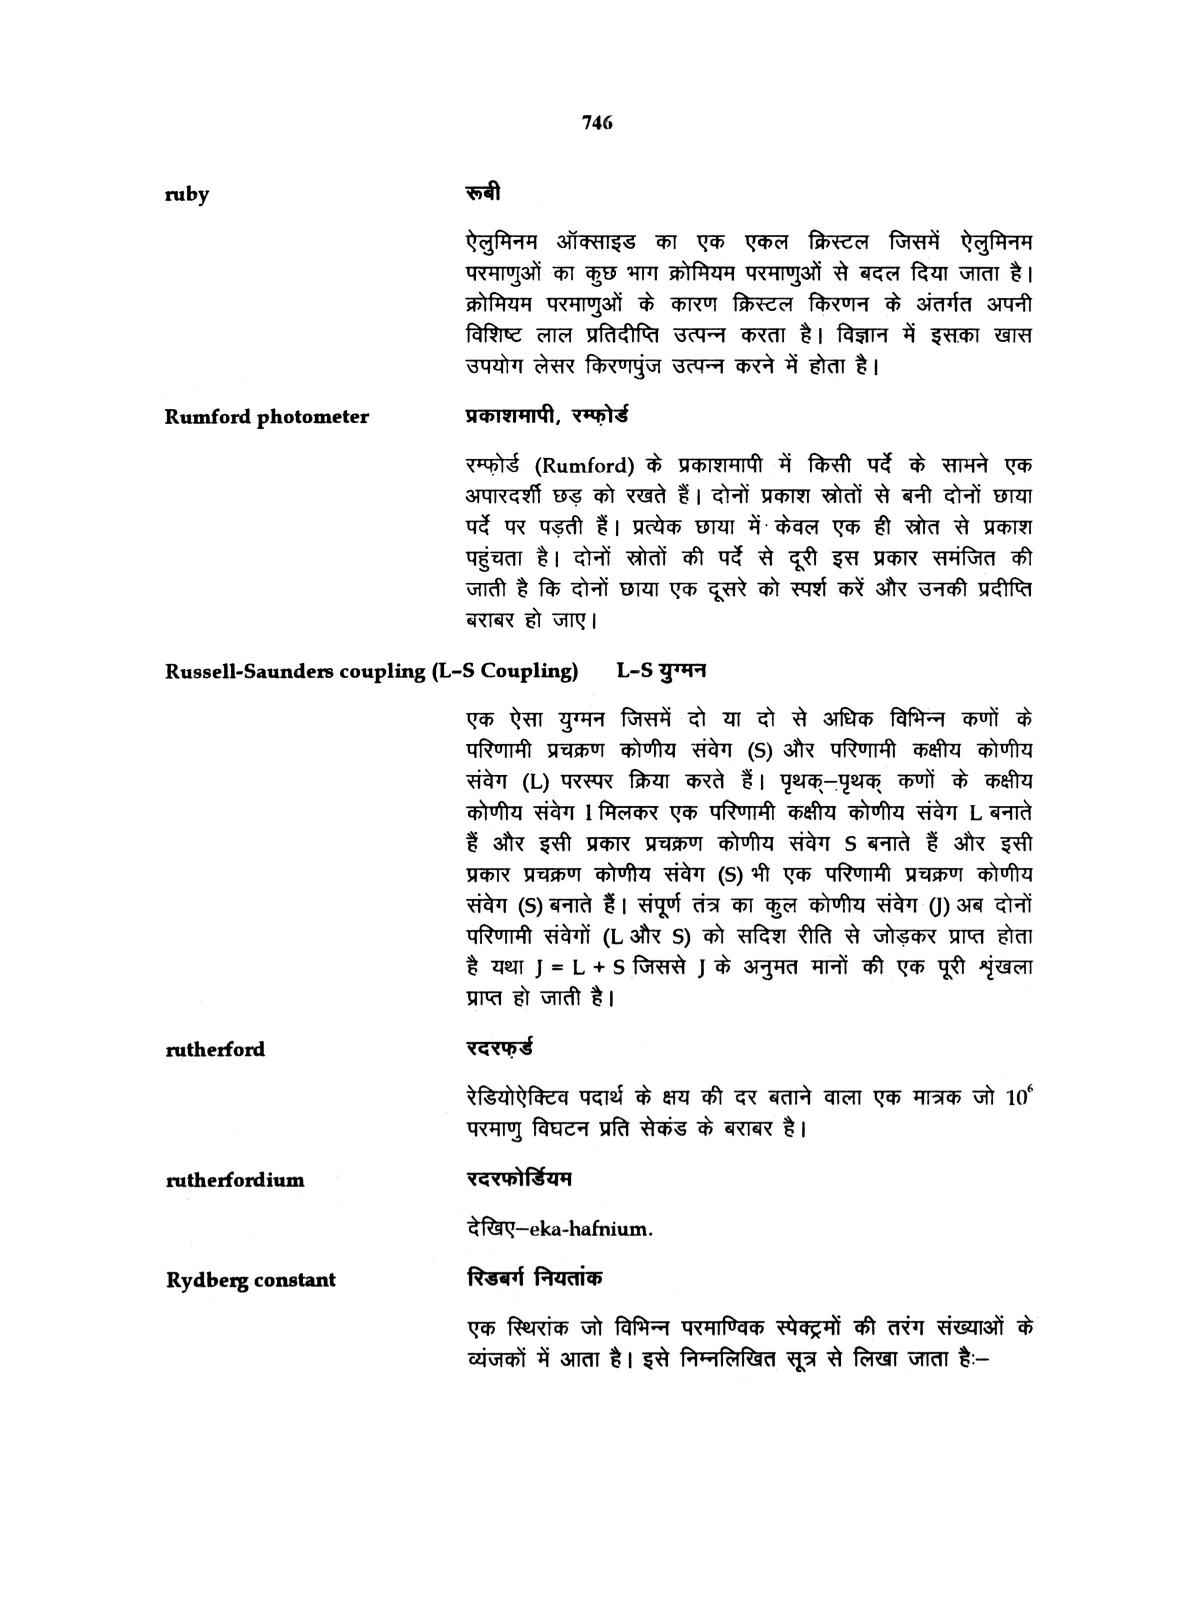 746
ruby रूबी
ऐलुमिनम ऑक्साइड का एक एकल क्रिस्टल जिसमें ऐलुमिनम
परमाणुओं का कुछ भाग क्रोमियम परमाणुओं से बदल दिया जाता है।
क्रोमियम परमाणुओं के कारण क्रिस्टल किरणन के अंतर्गत अपनी
विशिष्ट लाल प्रतिदीप्ति उत्पन्न करता है। विज्ञान में इसका खास
उपयोग लेसर किरणपुंज उत्पन्न करने में होता है।
Rumford photometer प्रकाशमापी, रम्फ़ोर्ड
रम्फ़ोर्ड (Rumford) के प्रकाशमापी में किसी पर्दे के सामने एक
अपारदर्शी छड़ को रखते हैं। दोनों प्रकाश स्रोतों से बनी दोनों छाया
पर्दे पर पड़ती हैं। प्रत्येक छाया में केवल एक ही स्रोत से प्रकाश
पहुंचता है। दोनों स्रोतों की पर्दे से दूरी इस प्रकार समंजित की
जाती है कि दोनों छाया एक दूसरे को स्पर्श करें और उनकी प्रदीप्ति
बराबर हो जाए।
Russell-Saunders coupling (L–S Coupling) L–S युग्मन
एक ऐसा युग्मन जिसमें दो या दो से अधिक विभिन्न कणों के
परिणामी प्रचक्रण कोणीय संवेग (S) और परिणामी कक्षीय कोणीय
संवेग (L) परस्पर क्रिया करते हैं। पृथक्–पृथक् कणों के कक्षीय
कोणीय संवेग l मिलकर एक परिणामी कक्षीय कोणीय संवेग L बनाते
हैं और इसी प्रकार प्रचक्रण कोणीय संवेग S बनाते हैं और इसी
प्रकार प्रचक्रण कोणीय संवेग (S) भी एक परिणामी प्रचक्रण कोणीय
संवेग (S) बनाते हैं। संपूर्ण तंत्र का कुल कोणीय संवेग (J) अब दोनों
परिणामी संवेगों (L और S) को सदिश रीति से जोड़कर प्राप्त होता
है यथा J = L + S जिससे J के अनुमत मानों की एक पूरी शृंखला
प्राप्त हो जाती है।
rutherford रदरफ़र्ड
रेडियोऐक्टिव पदार्थ के क्षय की दर बताने वाला एक मात्रक जो 10⁶
परमाणु विघटन प्रति सेकंड के बराबर है।
rutherfordium रदरफोर्डियम
देखिए–eka-hafnium.
Rydberg constant रिडबर्ग नियतांक
एक स्थिरांक जो विभिन्न परमाण्विक स्पेक्ट्रमों की तरंग संख्याओं के
व्यंजकों में आता है। इसे निम्नलिखित सूत्र से लिखा जाता है:–